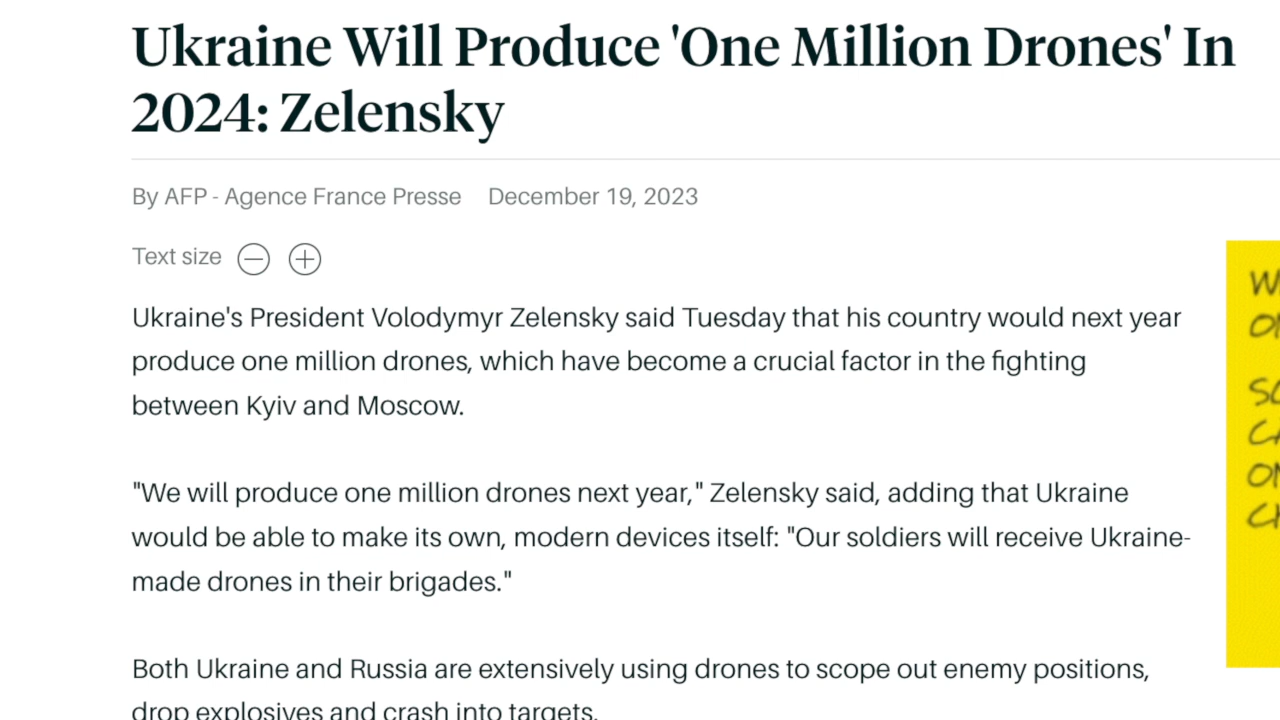 Ukraine Will Produce 'One Million Drones' In
2024: Zelensky
By AFP - Agence France Presse December 19, 2023
Text size
Ukraine's President Volodymyr Zelensky said Tuesday that his country would next year
produce one million drones, which have become a crucial factor in the fighting
between Kyiv and Moscow.
"We will produce one million drones next year," Zelensky said, adding that Ukraine
would be able to make its own, modern devices itself: "Our soldiers will receive Ukraine-
made drones in their brigades."
Both Ukraine and Russia are extensively using drones to scope out enemy positions,
drop explosives and crash into targets.